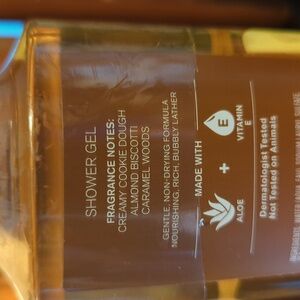 SHOWER GEL
FRAGRANCE NOTES:
CREAMY COOKIE DOUGH
ALMOND BISCOTTI
CARAMEL WOODS
GENTLE, NON-DRYING FORMULA
NOURISHING, RICH, BUBBLY LATHER
MADE WITH
ALOE
+
E
VITAMIN
E
Dermatologist Tested
Not Tested on Animals